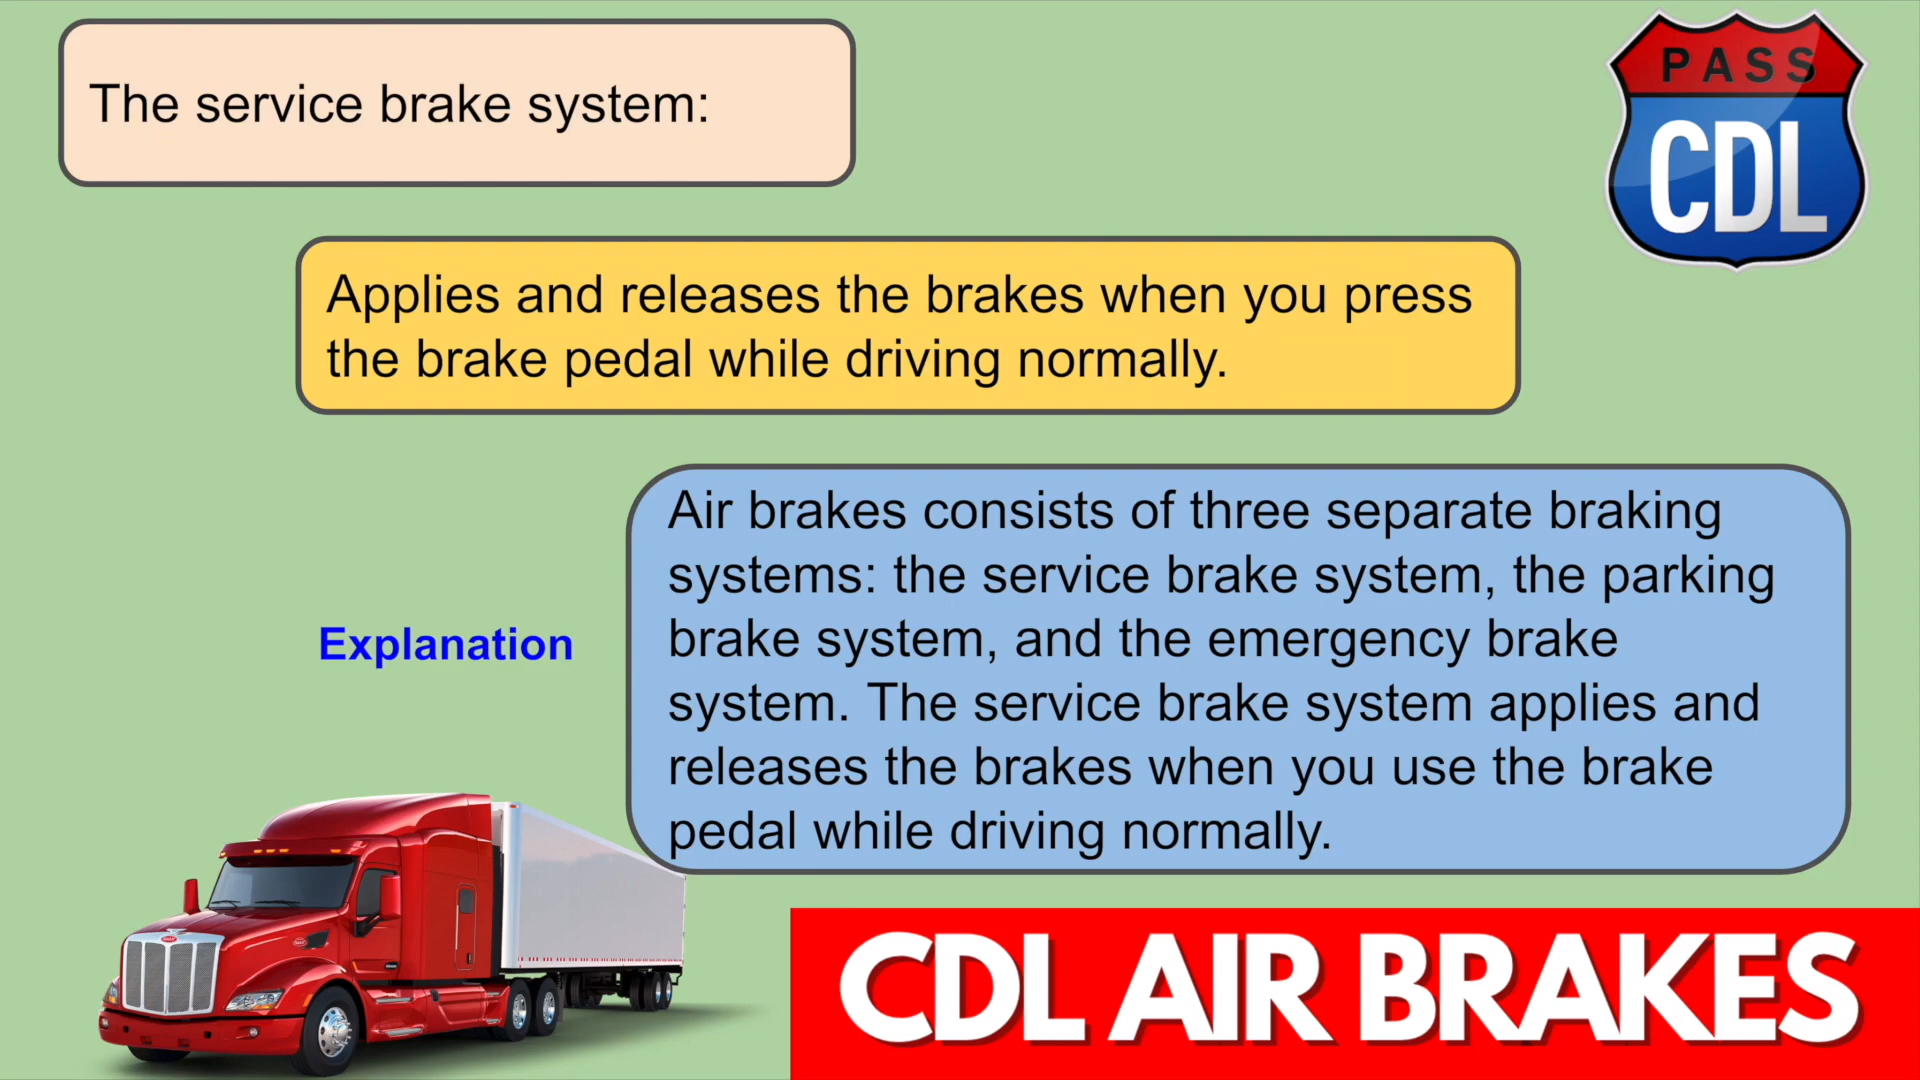 The service brake system:
PASS
CDL
Applies and releases the brakes when you press
the brake pedal while driving normally.
Explanation
Air brakes consists of three separate braking
systems: the service brake system, the parking
brake system, and the emergency brake
system. The service brake system applies and
releases the brakes when you use the brake
pedal while driving normally.
CDL AIR BRAKES